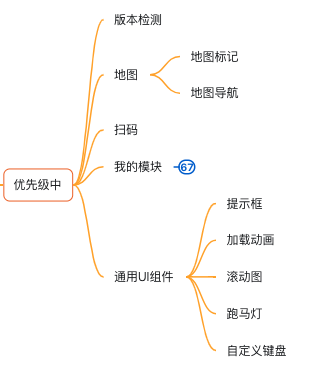 版本检测
地图标记
地图
地图导航
扫码
我的模块 67
优先级中
提示框
加载动画
通用UI组件
滚动图
跑马灯
自定义键盘